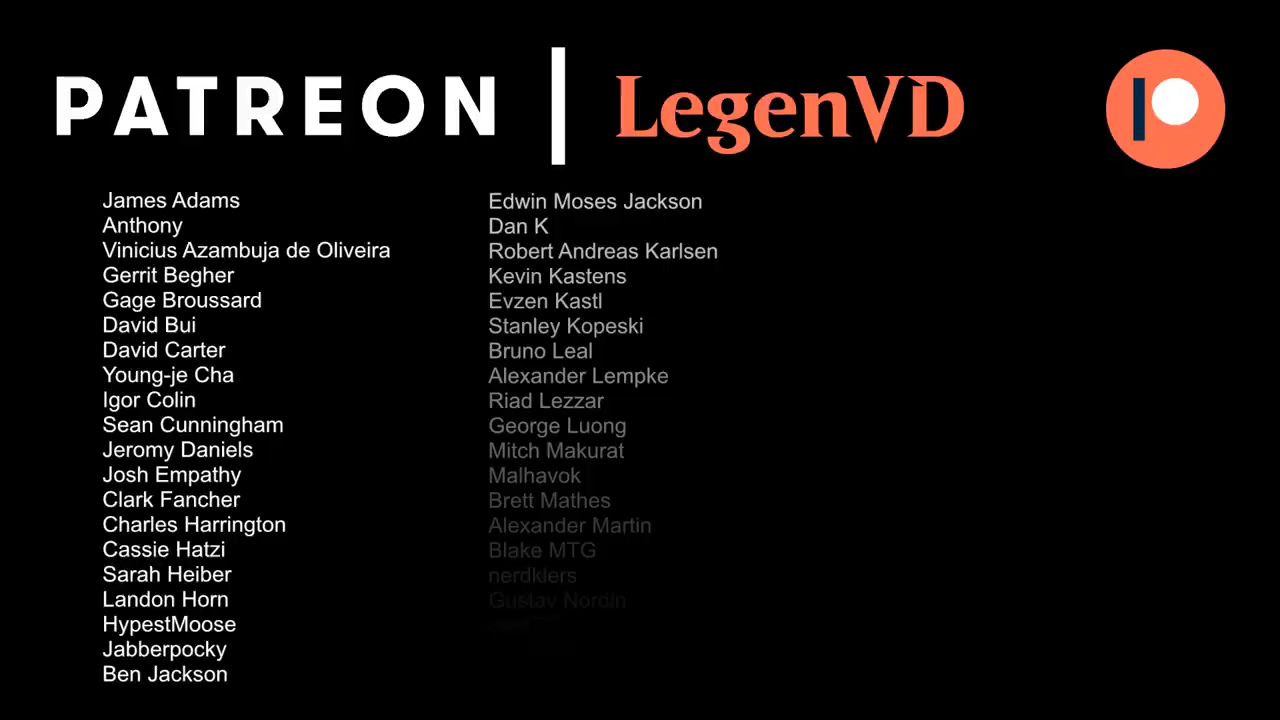 PATREON | LegenVD
James Adams
Anthony
Vinicius Azambuja de Oliveira
Gerrit Begher
Gage Broussard
David Bui
David Carter
Young-je Cha
Igor Colin
Sean Cunningham
Jeromy Daniels
Josh Empathy
Clark Fancher
Charles Harrington
Cassie Hatzi
Sarah Heiber
Landon Horn
HypestMoose
Jabberpocky
Ben Jackson
Edwin Moses Jackson
Dan K
Robert Andreas Karlsen
Kevin Kastens
Evzen Kastl
Stanley Kopeski
Bruno Leal
Alexander Lempke
Riad Lezzar
George Luong
Mitch Makurat
Malhavok
Brett Mathes
Alexander Martin
Blake MTG
nerdklers
Gustav Nordin